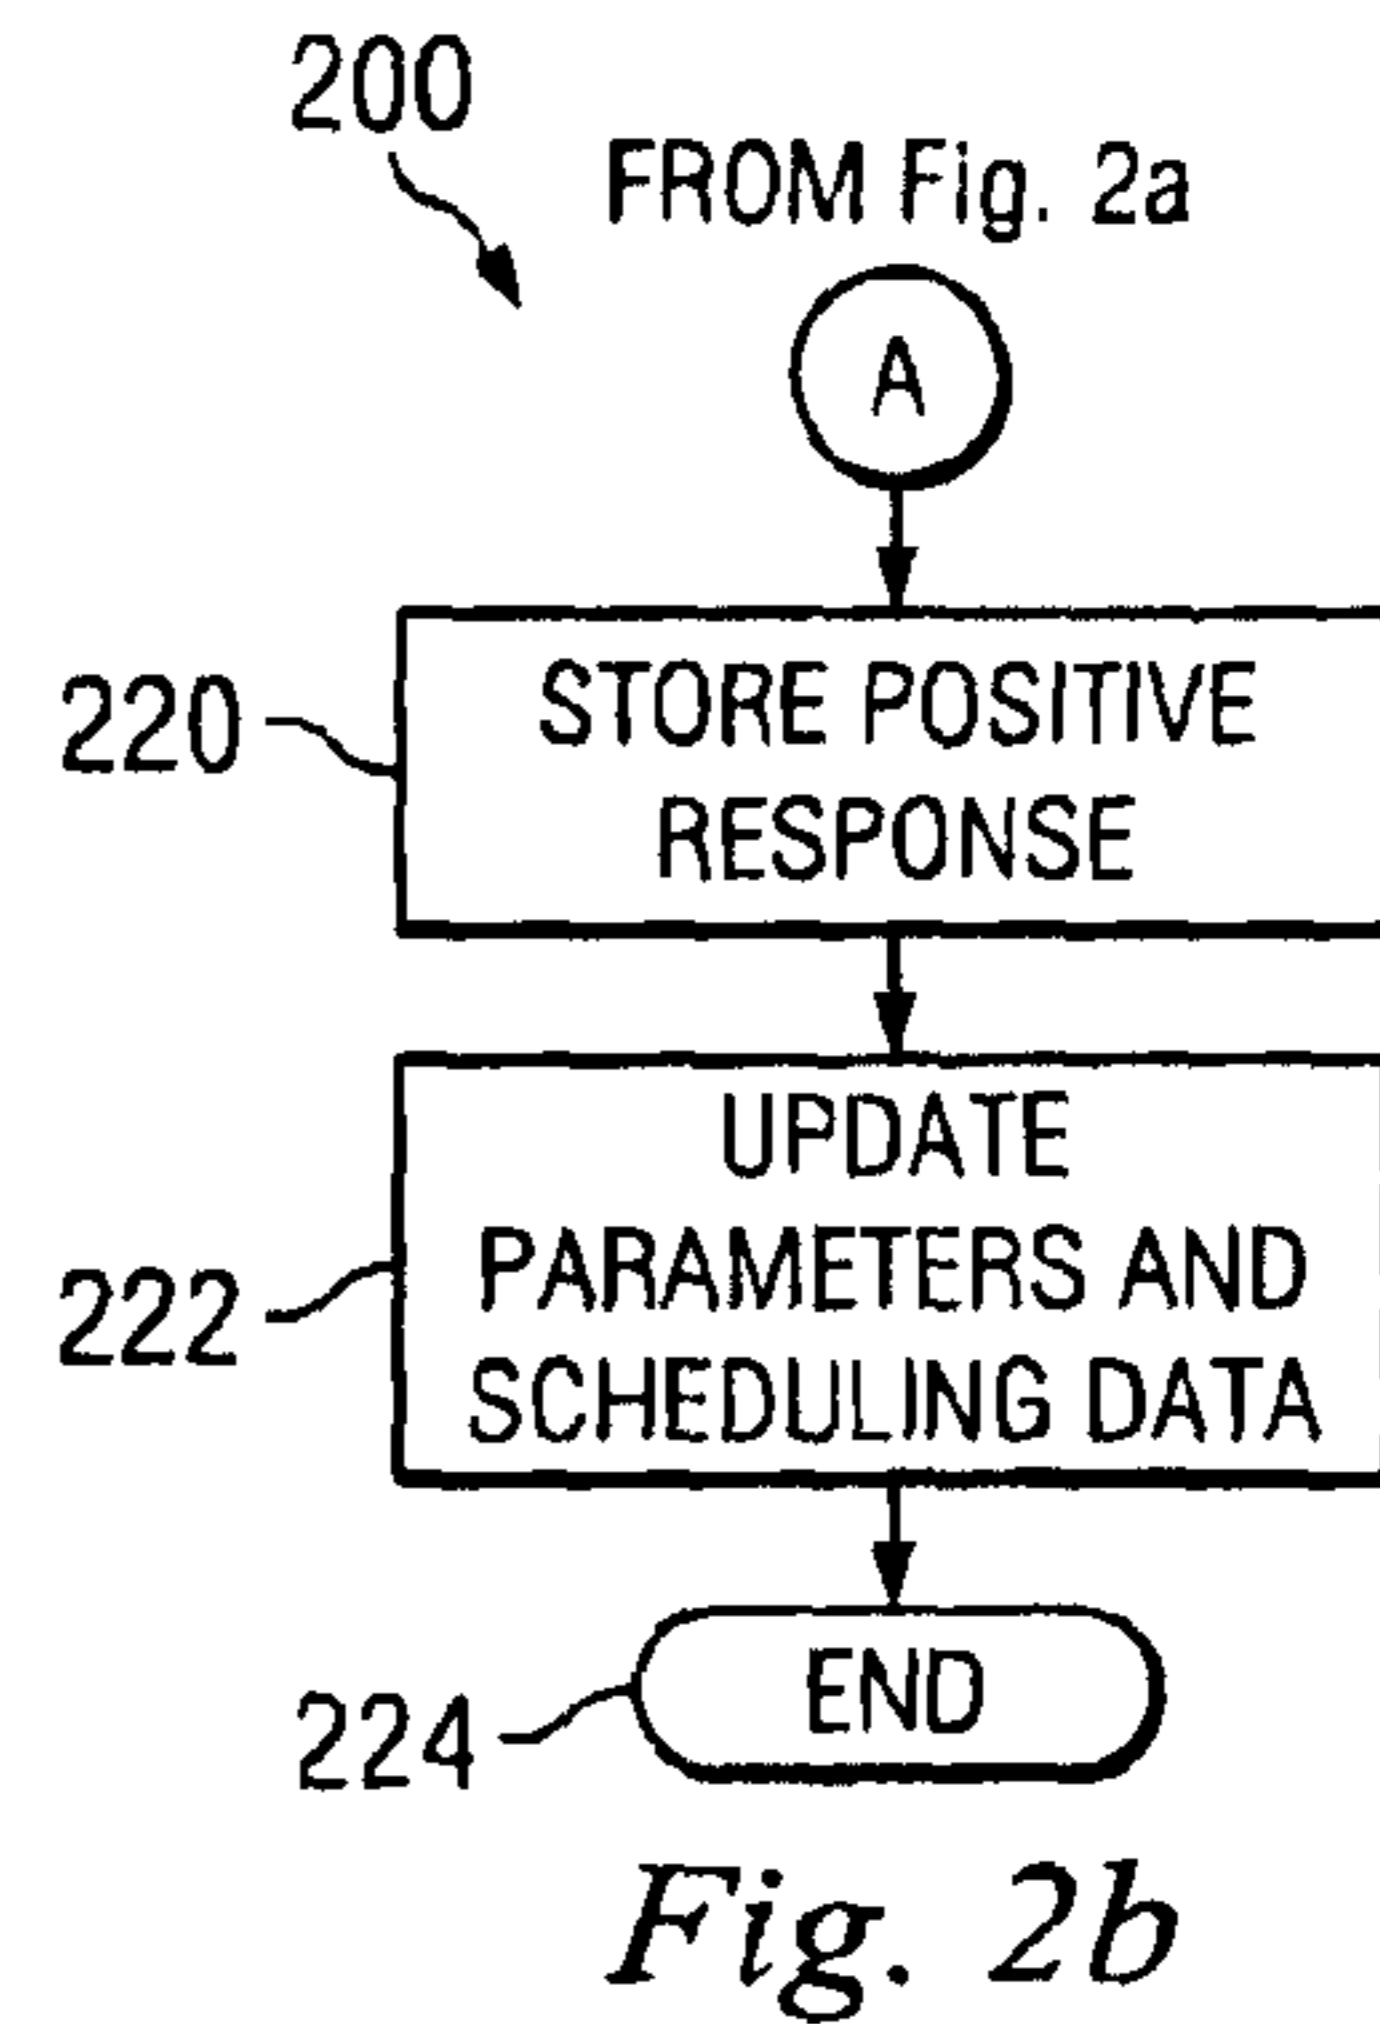 200
FROM Fig. 2a
A
220
STORE POSITIVE
RESPONSE
UPDATE
PARAMETERS AND
222
SCHEDULING DATA
END
224
Fig. 2b